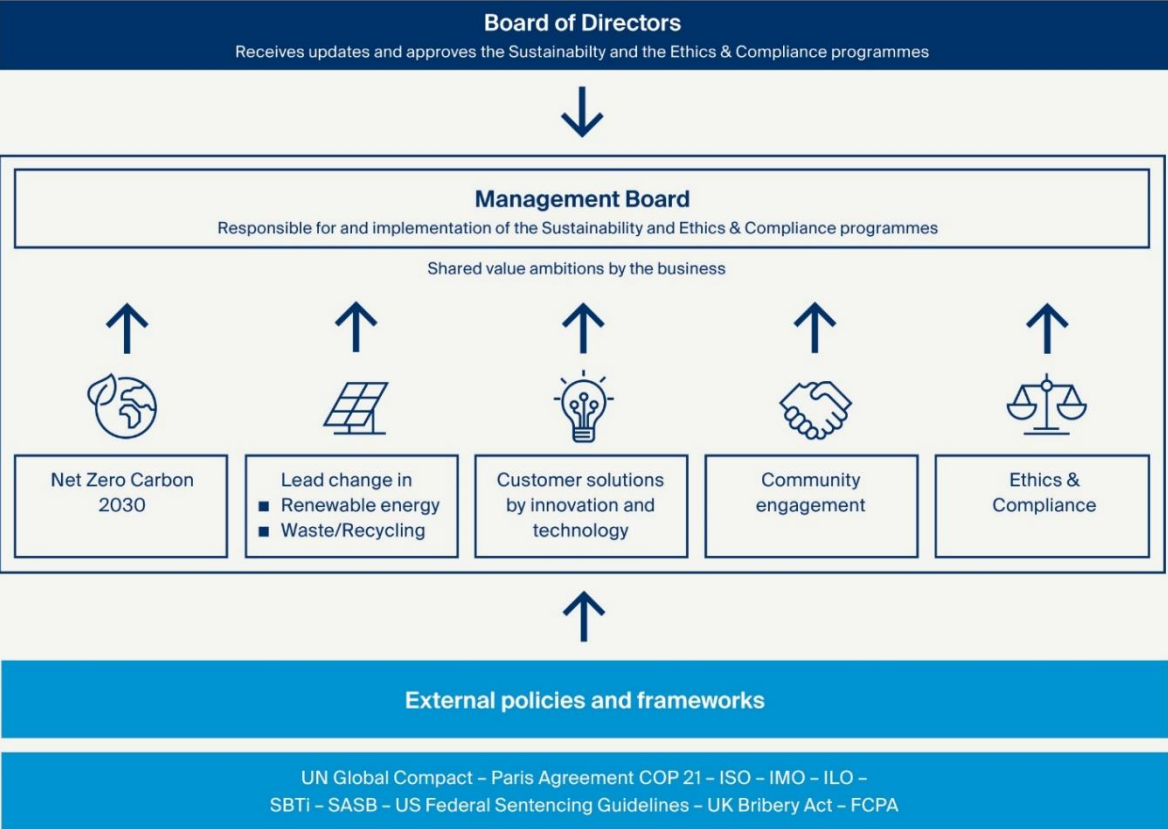 Board of Directors
Receives updates and approves the Sustainabilty and the Ethics & Compliance programmes
Management Board
Responsible for and implementation of the Sustainability and Ethics & Compliance programmes
Shared value ambitions by the business
Net Zero Carbon
2030
Lead change in
■ Renewable energy
■ Waste/Recycling
Customer solutions
by innovation and
technology
Community
engagement
Ethics &
Compliance
External policies and frameworks
UN Global Compact – Paris Agreement COP 21 – ISO – IMO – ILO –
SBTi – SASB – US Federal Sentencing Guidelines – UK Bribery Act – FCPA